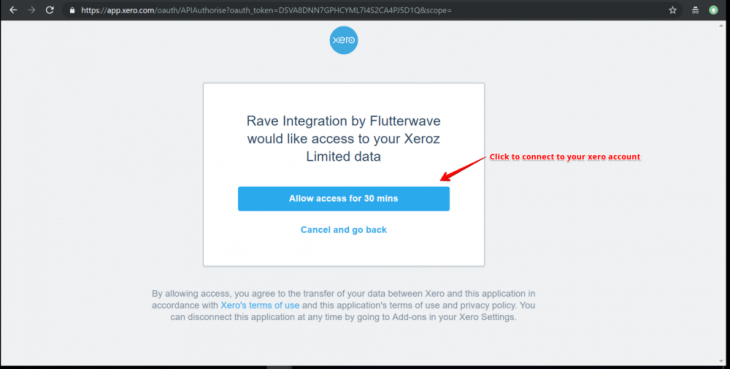 https://app.xero.com/oauth/APIAuthorise?oauth_token=DSVA8DNN7GPHCYML7I4S2CA4PJ5D1Q&scope=
xero
Rave Integration by Flutterwave
would like access to your Xeroz
Limited data
Click to connect to your xero account
Allow access for 30 mins
Cancel and go back
By allowing access, you agree to the transfer of your data between Xero and this application in
accordance with Xero's terms of use and this application's terms of use and privacy policy. You
can disconnect this application at any time by going to Add-ons in your Xero Settings.